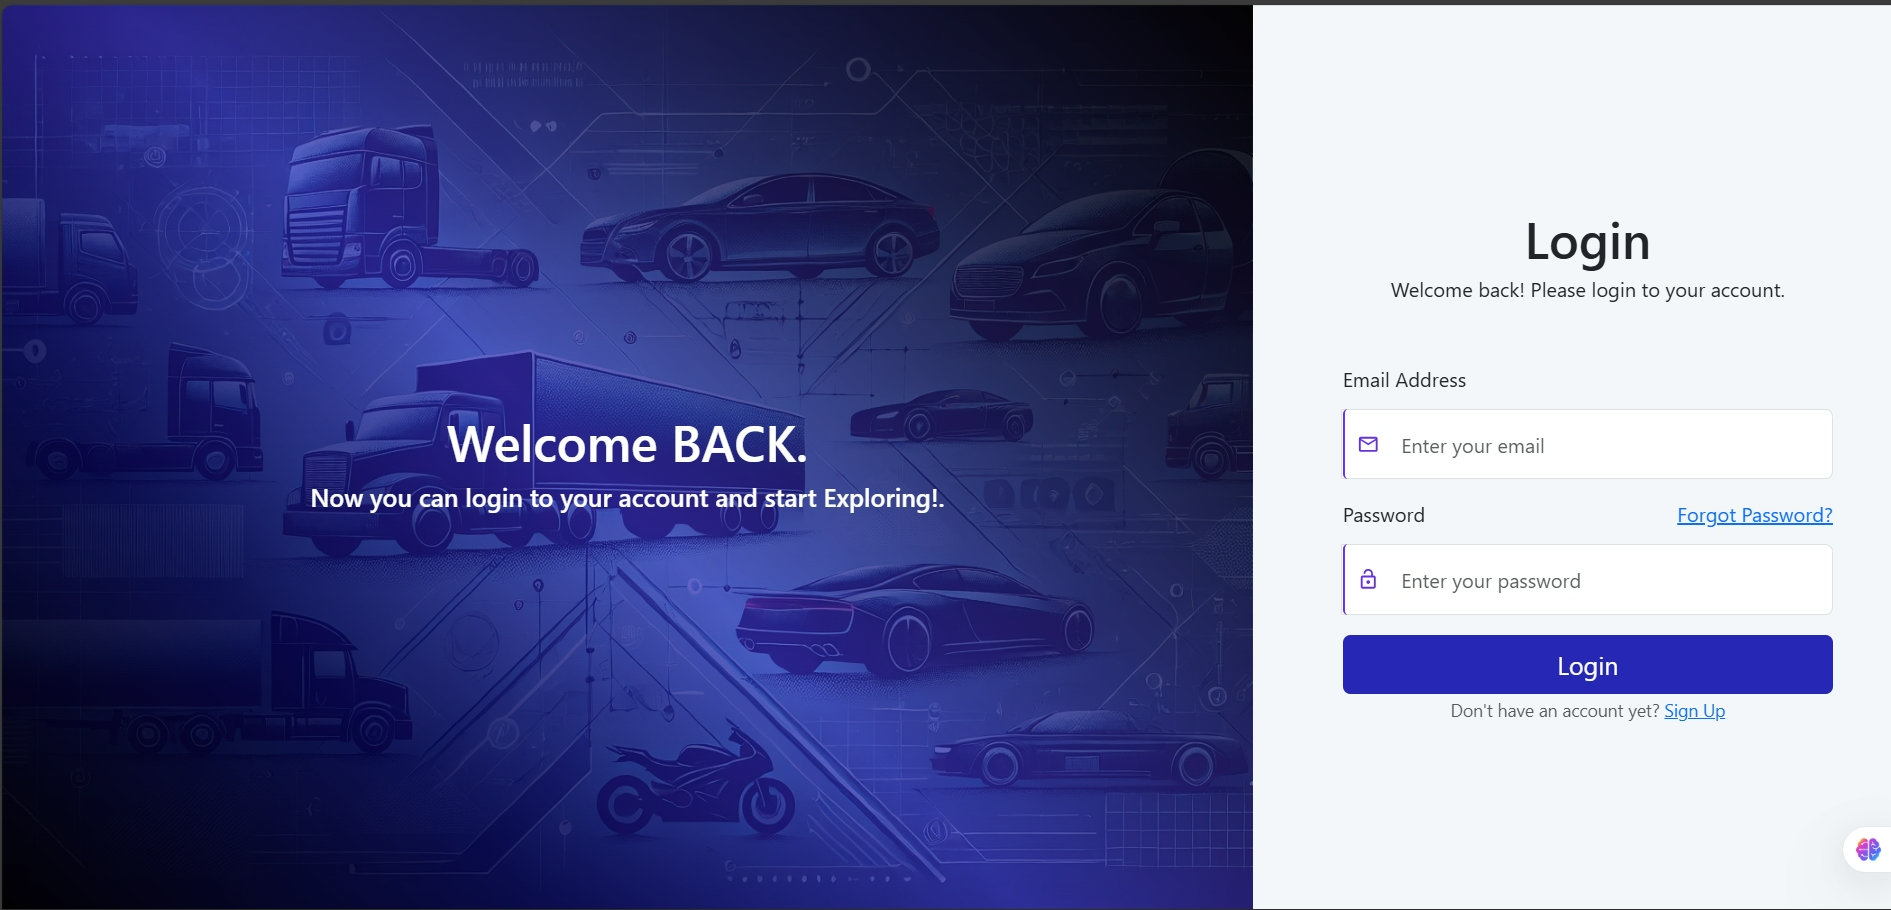 Welcome BACK.
Now you can login to your account and start Exploring!.
Login
Welcome back! Please login to your account.
Email Address
Enter your email
Password Forgot Password?
Enter your password
Login
Don't have an account yet? Sign Up